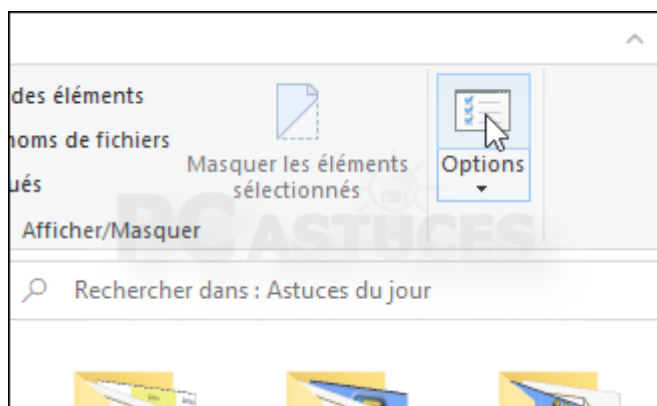 des éléments
noms de fichiers
ués
Masquer les éléments
sélectionnés
Options
Afficher/Masquer
PC ASTUCES
Rechercher dans : Astuces du jour